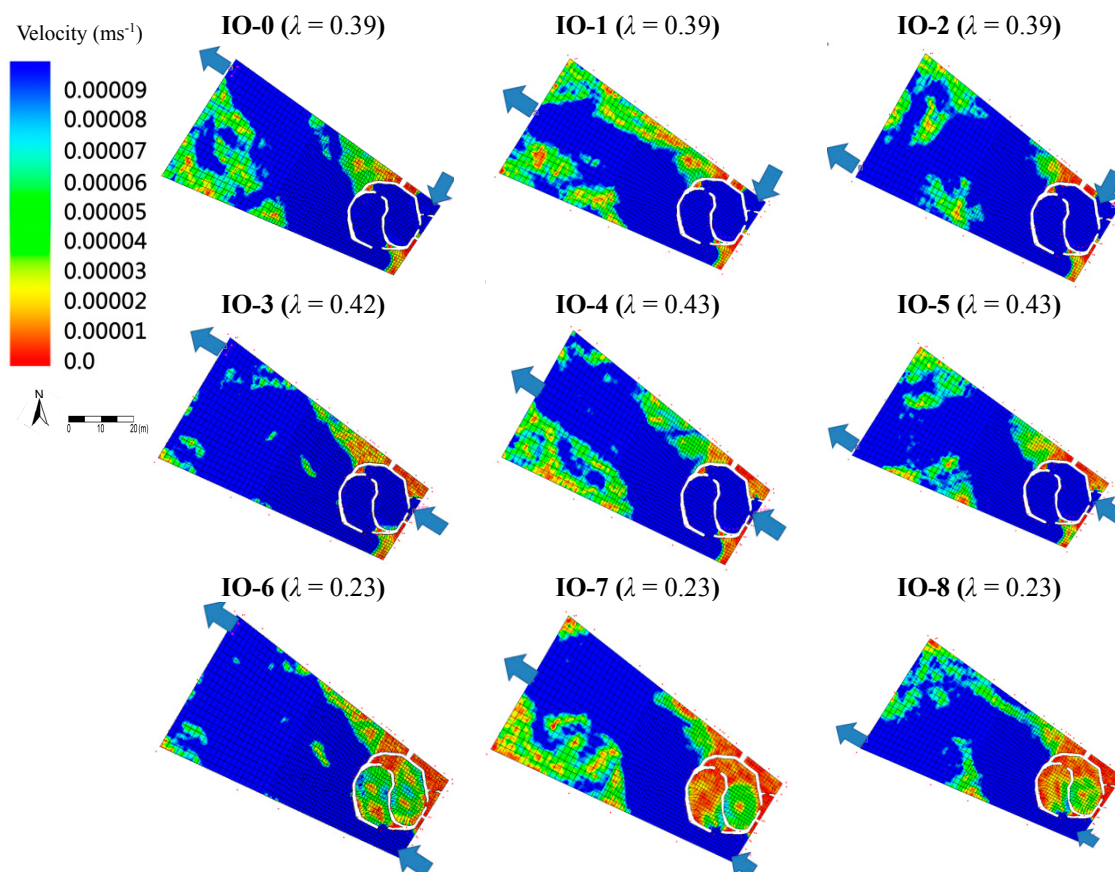 Velocity (ms⁻¹)
0.00009
0.00008
0.00007
0.00006
0.00005
0.00004
0.00003
0.00002
0.00001
0.0
N
0 10 20(m)
IO-0 (λ = 0.39)
IO-1 (λ = 0.39)
IO-2 (λ = 0.39)
IO-3 (λ = 0.42)
IO-4 (λ = 0.43)
IO-5 (λ = 0.43)
IO-6 (λ = 0.23)
IO-7 (λ = 0.23)
IO-8 (λ = 0.23)